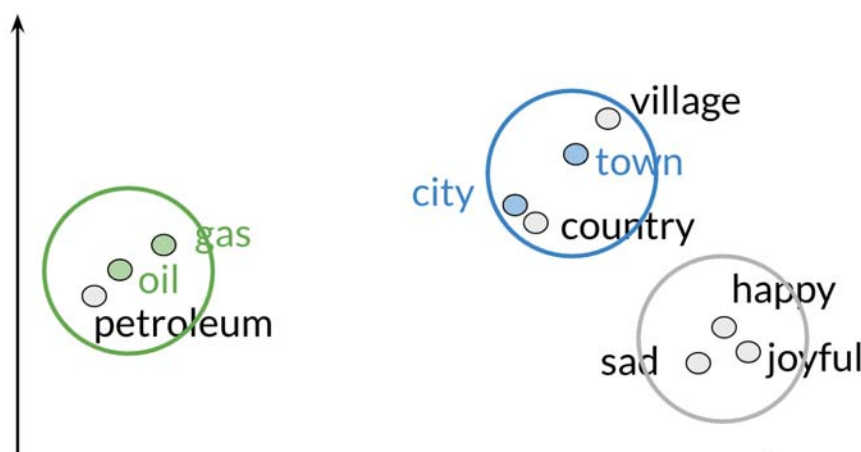 village
town
city
country
gas
oil
petroleum
happy
sad
joyful